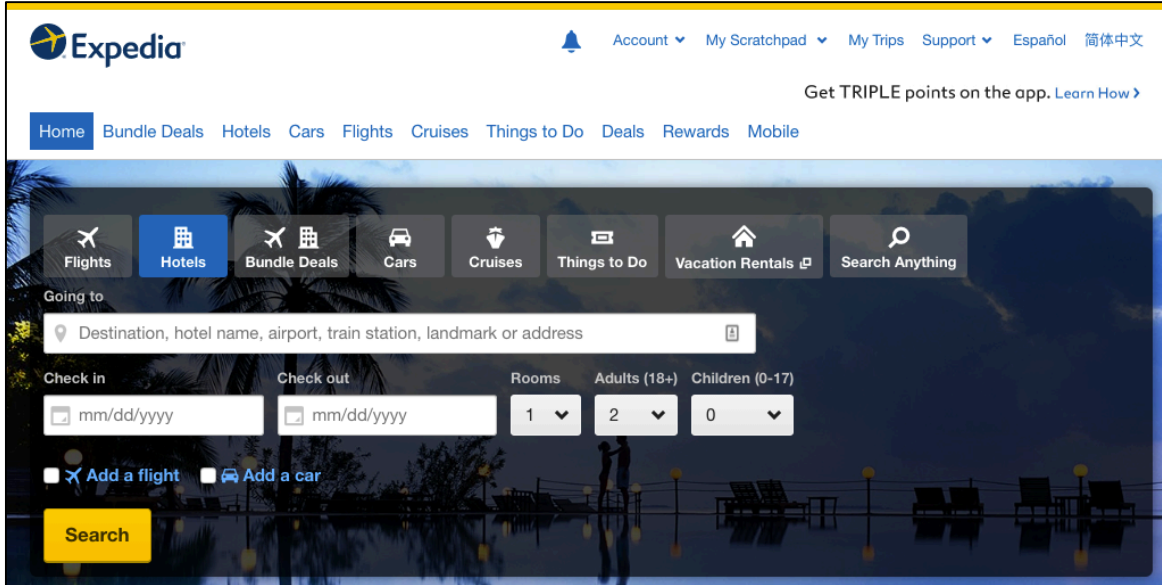 Expedia
Account My Scratchpad My Trips Support Español 简体中文
Get TRIPLE points on the app. Learn How
Home Bundle Deals Hotels Cars Flights Cruises Things to Do Deals Rewards Mobile
Flights Hotels Bundle Deals Cars Cruises Things to Do Vacation Rentals Search Anything
Going to
Destination, hotel name, airport, train station, landmark or address
Check in Check out Rooms Adults (18+) Children (0-17)
mm/dd/yyyy mm/dd/yyyy 1 2 0
Add a flight Add a car
Search